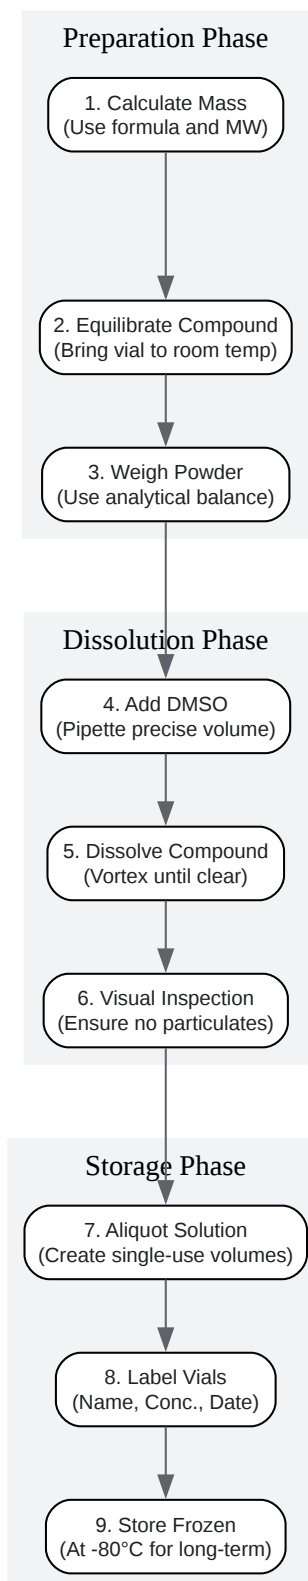 Preparation Phase
1. Calculate Mass
(Use formula and MW)
2. Equilibrate Compound
(Bring vial to room temp)
3. Weigh Powder
(Use analytical balance)
Dissolution Phase
4. Add DMSO
(Pipette precise volume)
5. Dissolve Compound
(Vortex until clear)
6. Visual Inspection
(Ensure no particulates)
Storage Phase
7. Aliquot Solution
(Create single-use volumes)
8. Label Vials
(Name, Conc., Date)
9. Store Frozen
(At -80°C for long-term)